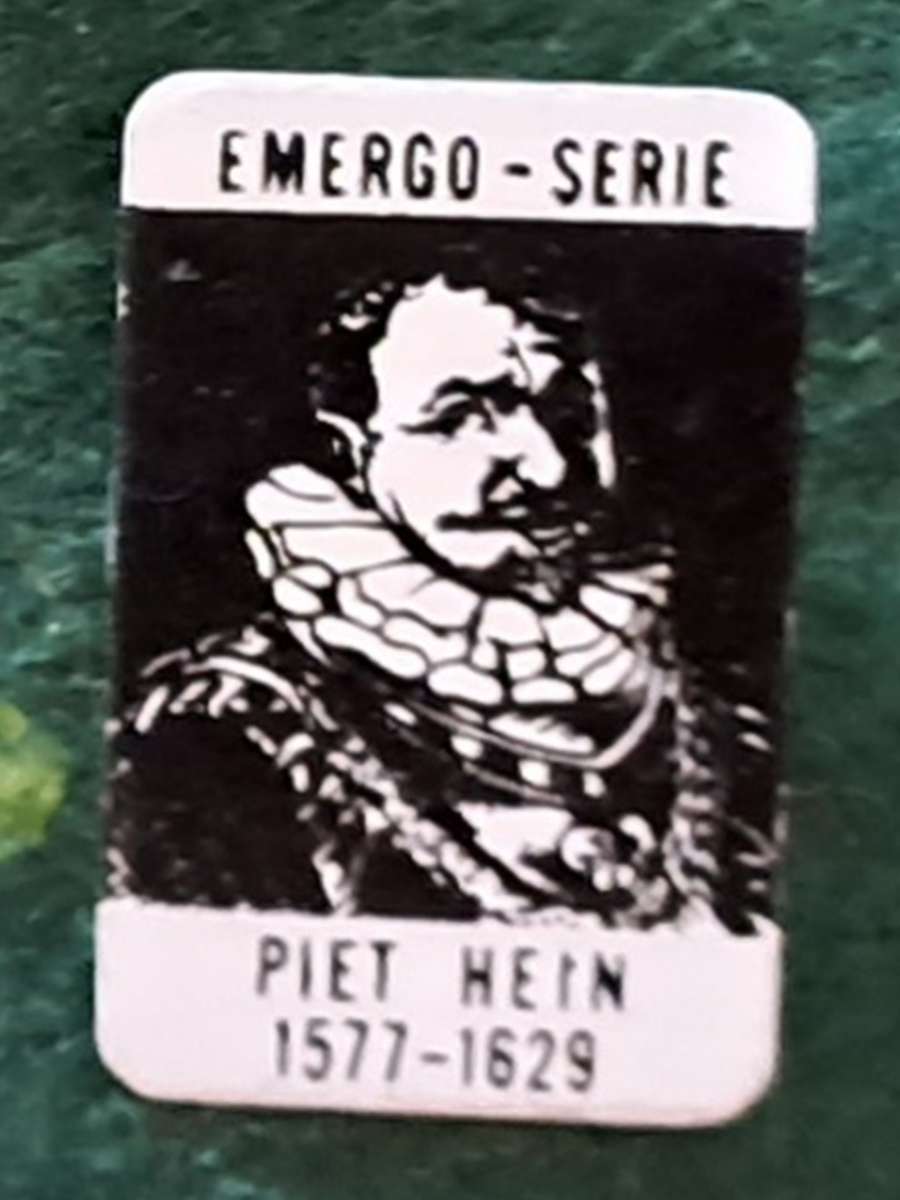 EMERGO - SERIE
PIET HEIN
1577-1629